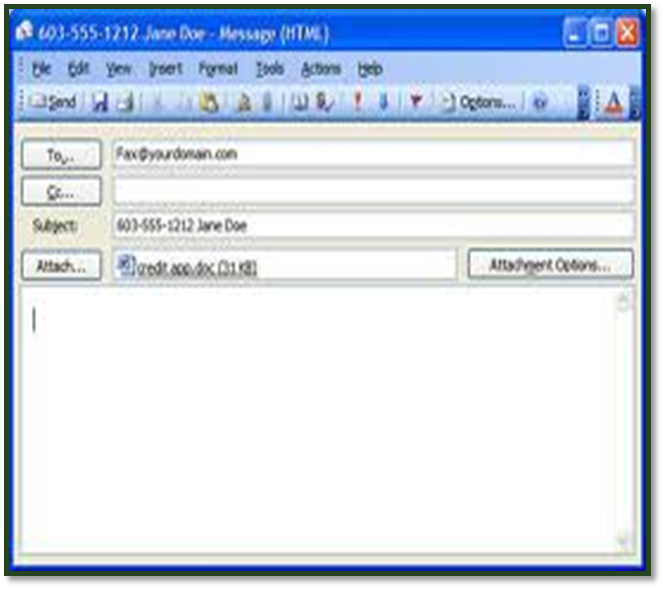 603-555-1212 Jane Doe - Message (HTML)
File Edit View Insert Format Tools Actions Help
Send Options...
To... Fax@yourdomain.com
Cc...
Subject: 603-555-1212 Jane Doe
Attach... credit app.doc (31 KB) Attachment Options...